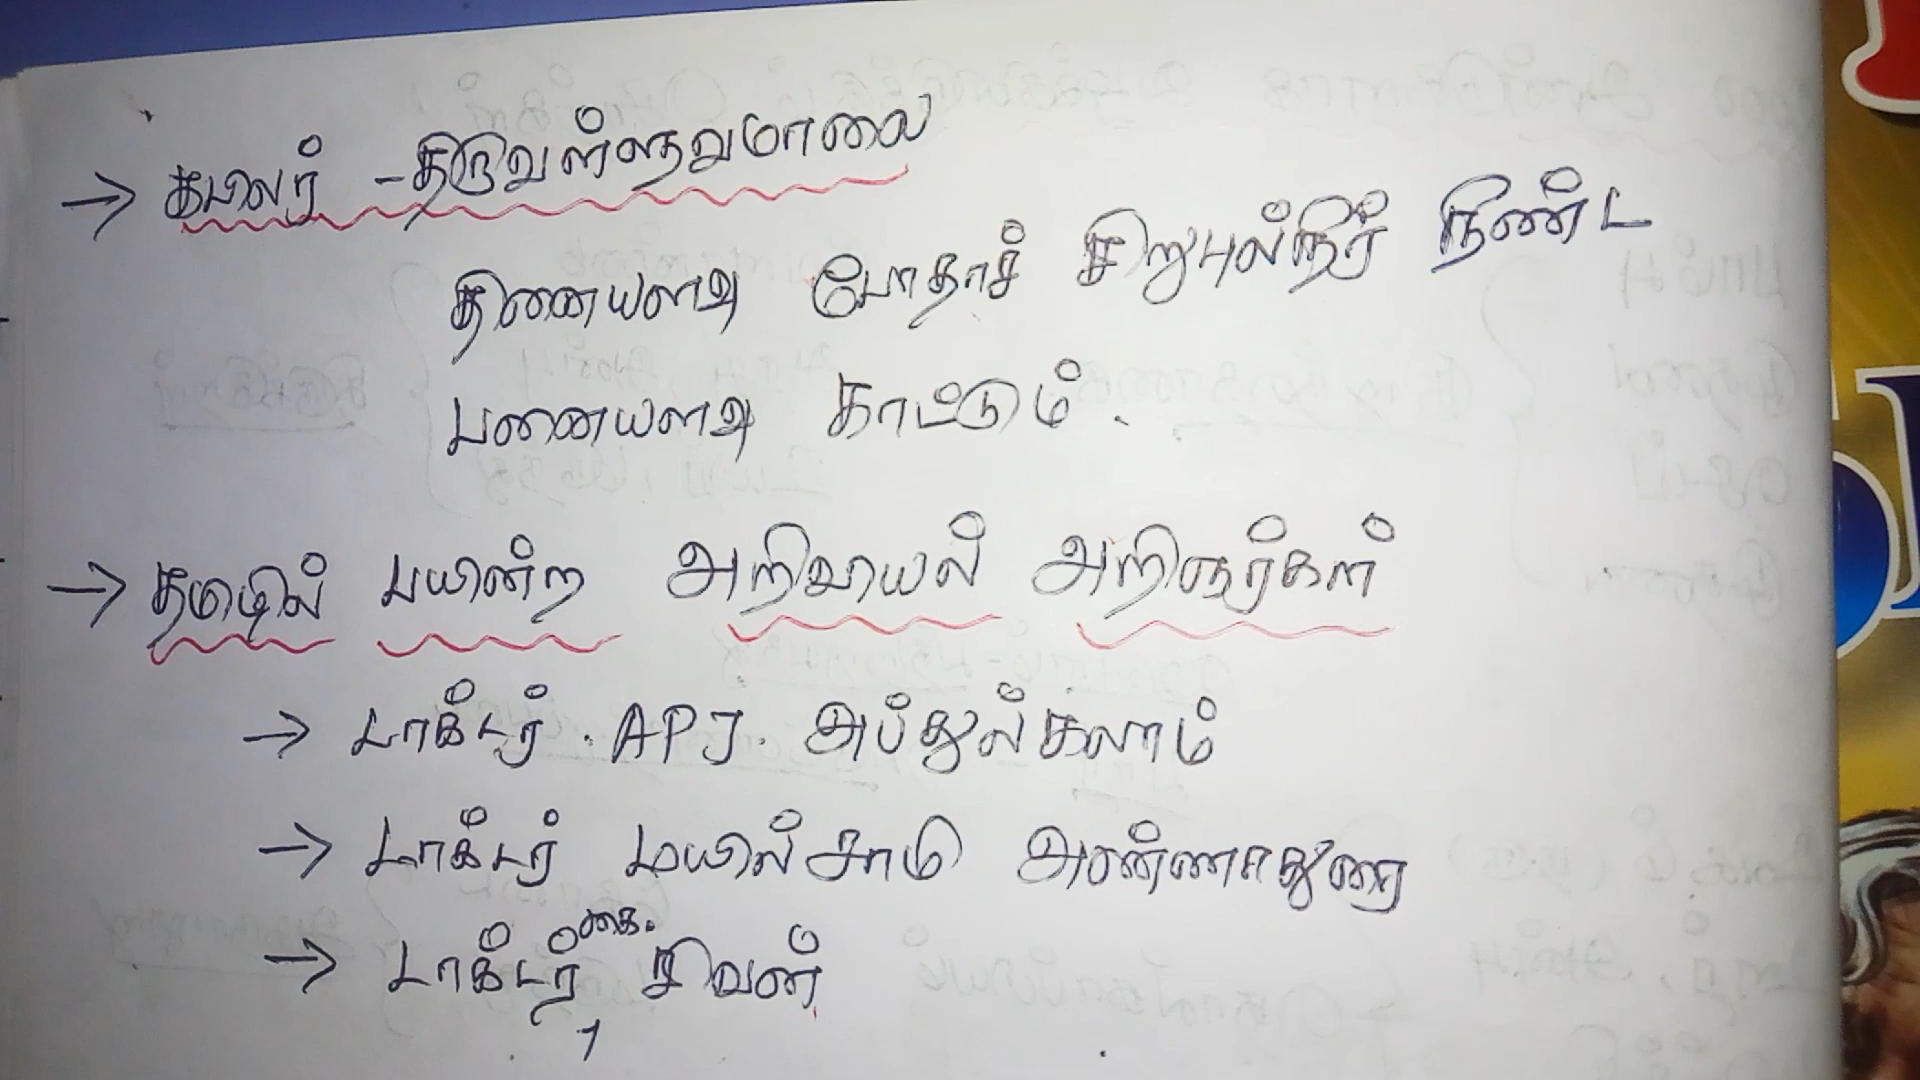 → கபிலர் - திருவள்ளுவமாலை
தினையளவு போதாச் சிறுபுல்நீர் நீண்ட
பனையளவு காட்டும்.
→ தமிழில் பயின்ற அறிவியல் அறிஞர்கள்
→ டாக்டர். APJ. அப்துல்கலாம்
→ டாக்டர் மயில்சாமி அண்ணாதுரை
→ டாக்டர், கை. சிவன்